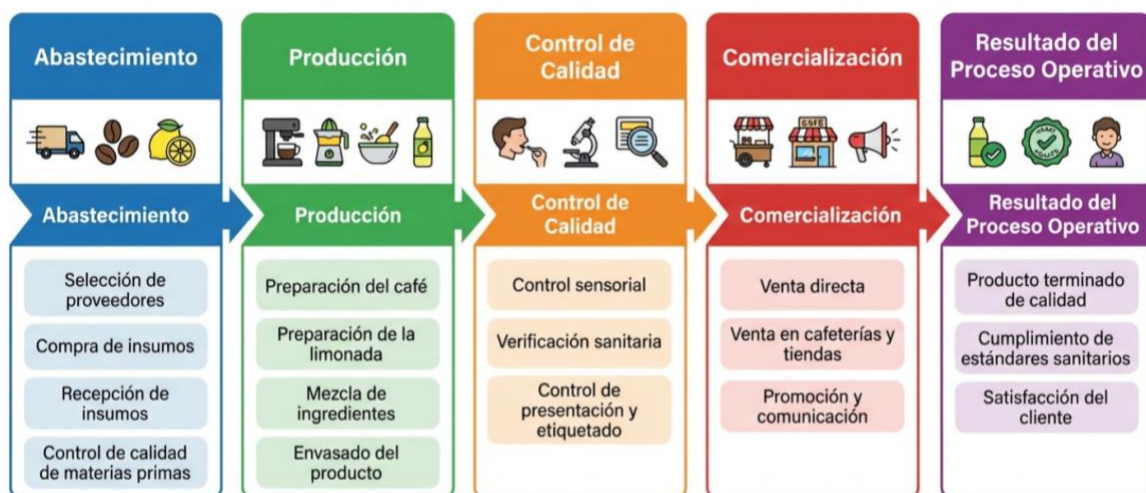 Abastecimiento
Producción
Control de
Calidad
Comercialización
Resultado del
Proceso Operativo
Abastecimiento
Producción
Control de
Calidad
Comercialización
Resultado del
Proceso Operativo
Selección de
proveedores
Compra de insumos
Recepción de
insumos
Control de calidad
de materias primas
Preparación del café
Preparación de la
limonada
Mezcla de
ingredientes
Envasado del
producto
Control sensorial
Verificación sanitaria
Control de
presentación y
etiquetado
Venta directa
Venta en cafeterías y
tiendas
Promoción y
comunicación
Producto terminado
de calidad
Cumplimiento de
estándares sanitarios
Satisfacción del
cliente